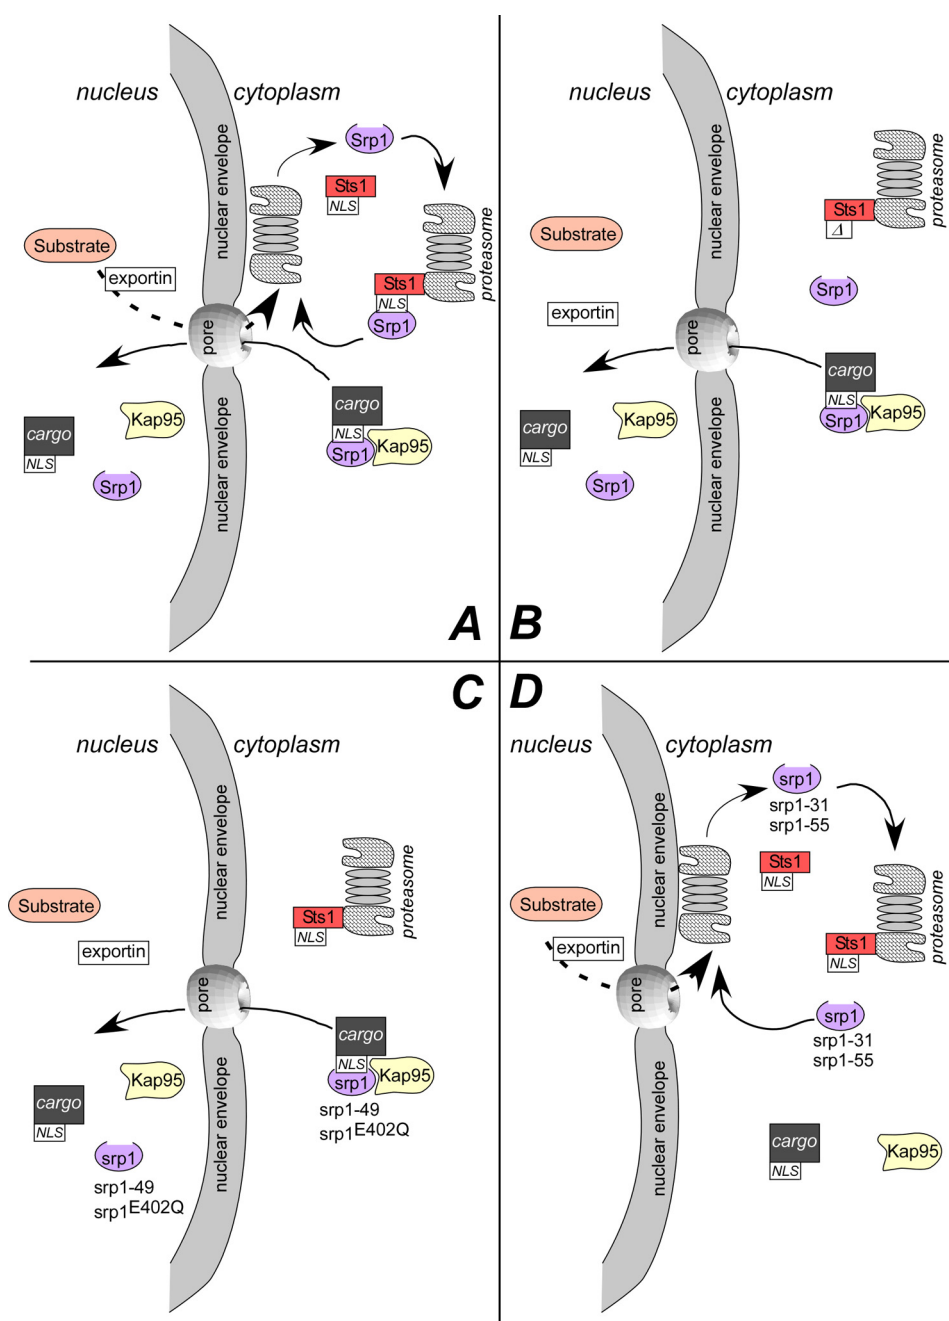 nucleus
cytoplasm
nuclear envelope
Srp1
Sts1
NLS
proteasome
Substrate
exportin
Sts1
NLS
Srp1
pore
cargo
NLS
Srp1
Kap95
Kap95
cargo
NLS
Srp1
nuclear envelope
A
nucleus
cytoplasm
nuclear envelope
proteasome
Sts1
Δ
Substrate
Srp1
exportin
pore
cargo
NLS
Srp1
Kap95
Kap95
cargo
NLS
Srp1
nuclear envelope
B
C
nucleus
cytoplasm
nuclear envelope
proteasome
Substrate
Sts1
NLS
exportin
pore
cargo
NLS
srp1
Kap95
srp1-49
srp1E402Q
Kap95
cargo
NLS
srp1
srp1-49
srp1E402Q
nuclear envelope
D
nucleus
cytoplasm
nuclear envelope
srp1
srp1-31
srp1-55
Sts1
NLS
proteasome
Substrate
exportin
Sts1
NLS
pore
srp1
srp1-31
srp1-55
cargo
NLS
Kap95
nuclear envelope